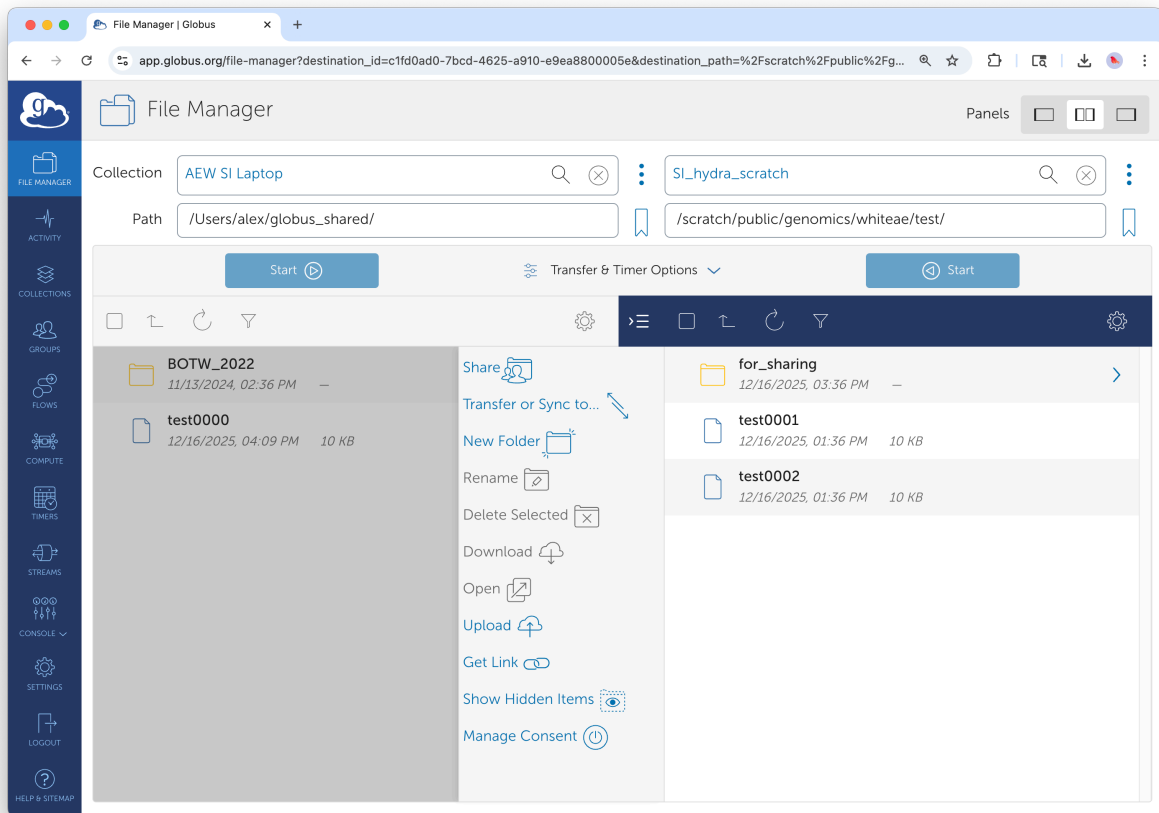 File Manager | Globus
app.globus.org/file-manager?destination_id=c1fd0ad0-7bcd-4625-a910-e9ea8800005e&destination_path=%2Fscratch%2Fpublic%2Fg...
g
File Manager
Panels
FILE MANAGER
ACTIVITY
COLLECTIONS
GROUPS
FLOWS
COMPUTE
TIMERS
STREAMS
CONSOLE
SETTINGS
LOGOUT
HELP & SITEMAP
Collection
AEW SI Laptop
SI_hydra_scratch
Path
/Users/alex/globus_shared/
/scratch/public/genomics/whiteae/test/
Start
Transfer & Timer Options
Start
BOTW_2022
11/13/2024, 02:36 PM —
test0000
12/16/2025, 04:09 PM 10 KB
Share
Transfer or Sync to...
New Folder
Rename
Delete Selected
Download
Open
Upload
Get Link
Show Hidden Items
Manage Consent
for_sharing
12/16/2025, 03:36 PM —
test0001
12/16/2025, 01:36 PM 10 KB
test0002
12/16/2025, 01:36 PM 10 KB